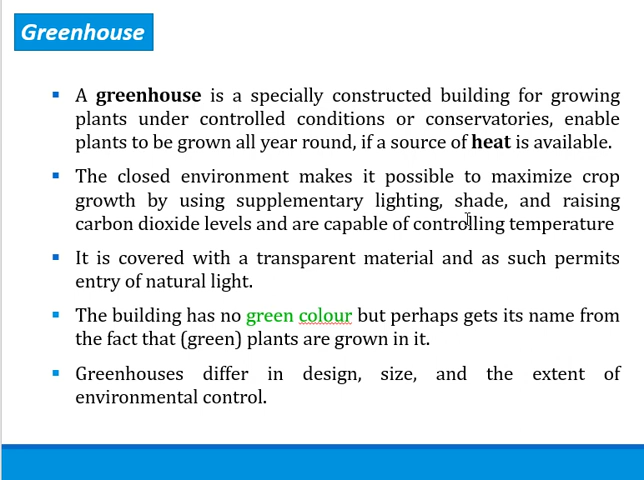 Greenhouse
▪ A greenhouse is a specially constructed building for growing
plants under controlled conditions or conservatories, enable
plants to be grown all year round, if a source of heat is available.
▪ The closed environment makes it possible to maximize crop
growth by using supplementary lighting, shade, and raising
carbon dioxide levels and are capable of controlling temperature
▪ It is covered with a transparent material and as such permits
entry of natural light.
▪ The building has no green colour but perhaps gets its name from
the fact that (green) plants are grown in it.
▪ Greenhouses differ in design, size, and the extent of
environmental control.